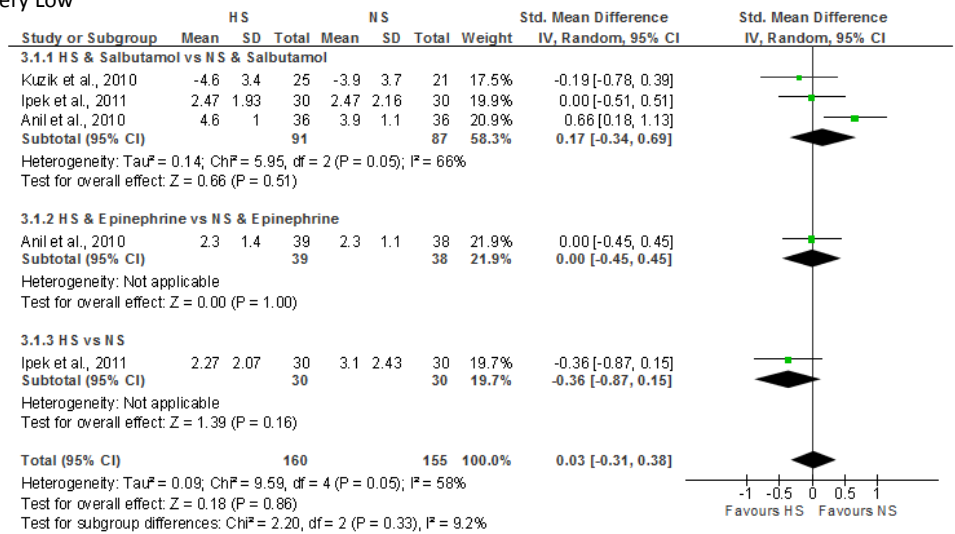 ery Low
HS NS Std. Mean Difference Std. Mean Difference
Study or Subgroup Mean SD Total Mean SD Total Weight IV, Random, 95% CI IV, Random, 95% CI
3.1.1 HS & Salbutamol vs NS & Salbutamol
Kuzik et al., 2010 -4.6 3.4 25 -3.9 3.7 21 17.5% -0.19 [-0.78, 0.39]
Ipek et al., 2011 2.47 1.93 30 2.47 2.16 30 19.9% 0.00 [-0.51, 0.51]
Anil et al., 2010 4.6 1 36 3.9 1.1 36 20.9% 0.66 [0.18, 1.13]
Subtotal (95% CI) 91 87 58.3% 0.17 [-0.34, 0.69]
Heterogeneity: Tau² = 0.14; Chi² = 5.95, df = 2 (P = 0.05); I² = 66%
Test for overall effect: Z = 0.66 (P = 0.51)
3.1.2 HS & Epinephrine vs NS & Epinephrine
Anil et al., 2010 2.3 1.4 39 2.3 1.1 38 21.9% 0.00 [-0.45, 0.45]
Subtotal (95% CI) 39 38 21.9% 0.00 [-0.45, 0.45]
Heterogeneity: Not applicable
Test for overall effect: Z = 0.00 (P = 1.00)
3.1.3 HS vs NS
Ipek et al., 2011 2.27 2.07 30 3.1 2.43 30 19.7% -0.36 [-0.87, 0.15]
Subtotal (95% CI) 30 30 19.7% -0.36 [-0.87, 0.15]
Heterogeneity: Not applicable
Test for overall effect: Z = 1.39 (P = 0.16)
Total (95% CI) 160 155 100.0% 0.03 [-0.31, 0.38]
Heterogeneity: Tau² = 0.09; Chi² = 9.59, df = 4 (P = 0.05); I² = 58%
Test for overall effect: Z = 0.18 (P = 0.86)
Test for subgroup differences: Chi² = 2.20, df = 2 (P = 0.33), I² = 9.2%
-1 -0.5 0 0.5 1
Favours HS Favours NS